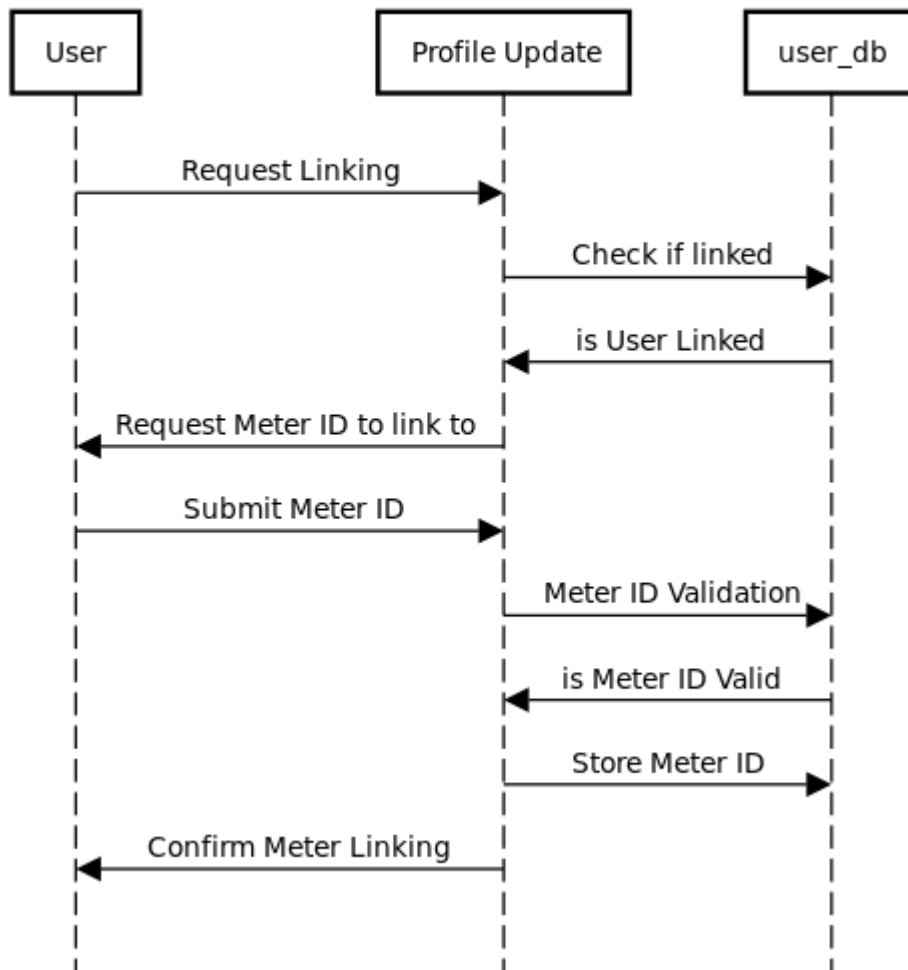 User
Profile Update
user_db
Request Linking
Check if linked
is User Linked
Request Meter ID to link to
Submit Meter ID
Meter ID Validation
is Meter ID Valid
Store Meter ID
Confirm Meter Linking